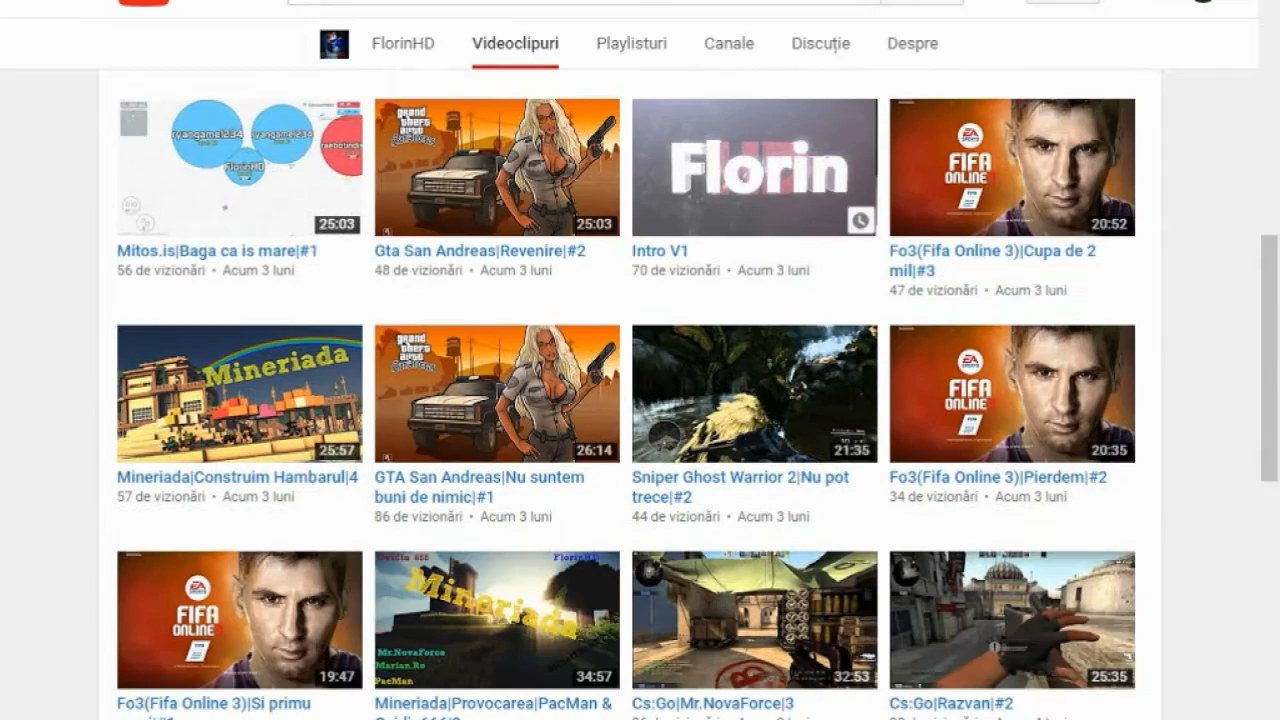 FlorinHD
Videoclipuri
Playlisturi
Canale
Discuție
Despre
ryangame1234
ryangame1234
FlorinHD
25:03
grand
theft
auto
25:03
Florin
EA
SPORTS
FIFA
ONLINE
20:52
Mitos.is|Baga ca is mare|#1
56 de vizionări • Acum 3 luni
Gta San Andreas|Revenire|#2
48 de vizionări • Acum 3 luni
Intro V1
70 de vizionări • Acum 3 luni
Fo3(Fifa Online 3)|Cupa de 2
mil|#3
47 de vizionări • Acum 3 luni
Mineriada
25:57
grand
theft
auto
26:14
21:35
EA
SPORTS
FIFA
ONLINE
20:35
Mineriada|Construim Hambarul|4
57 de vizionări • Acum 3 luni
GTA San Andreas|Nu suntem
buni de nimic|#1
86 de vizionări • Acum 3 luni
Sniper Ghost Warrior 2|Nu pot
trece|#2
44 de vizionări • Acum 3 luni
Fo3(Fifa Online 3)|Pierdem|#2
34 de vizionări • Acum 3 luni
EA
SPORTS
FIFA
ONLINE
19:47
FlorinHD
Mineriada
Mr.NovaForce
Marian.Ro
PacMan
34:57
32:53
25:35
Fo3(Fifa Online 3)|Si primu
Mineriada|Provocarea|PacMan &
Cs:Go|Mr.NovaForce|3
Cs:Go|Razvan|#2